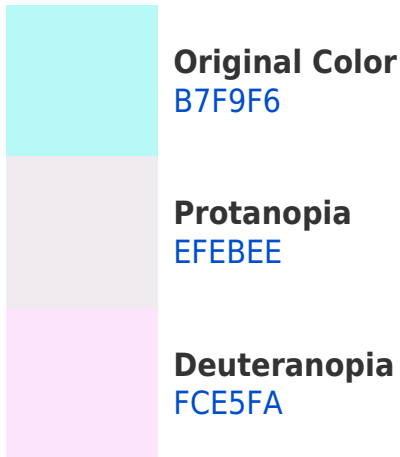 Original Color
B7F9F6
Protanopia
EFEBEE
Deuteranopia
FCE5FA